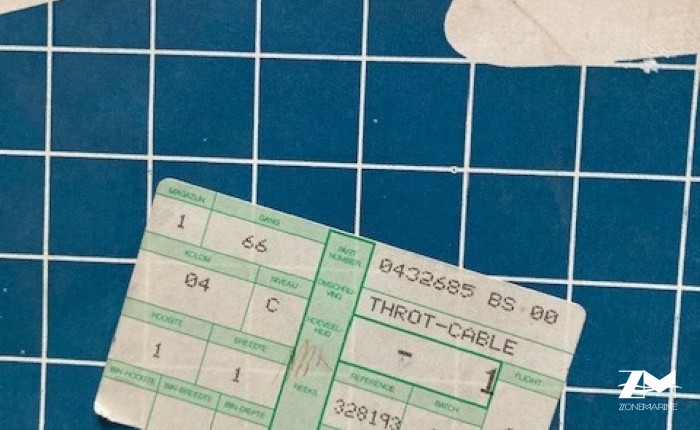 MAGAZIJN
GANG
1
66
PART NUMBER
0432685 BS 00
KOLOM
NIVEAU
04
C
OMSCHRIJVING
THROT-CABLE
HOOGTE
BREEDTE
1
1
HOEVEELHEID
-
1
FLIGHT
BIN-HOOGTE
BIN-BREEDTE
BIN-DIEPTE
REEKS
REFERENCE
BATCH
328193
ZM
ZONEMARINE